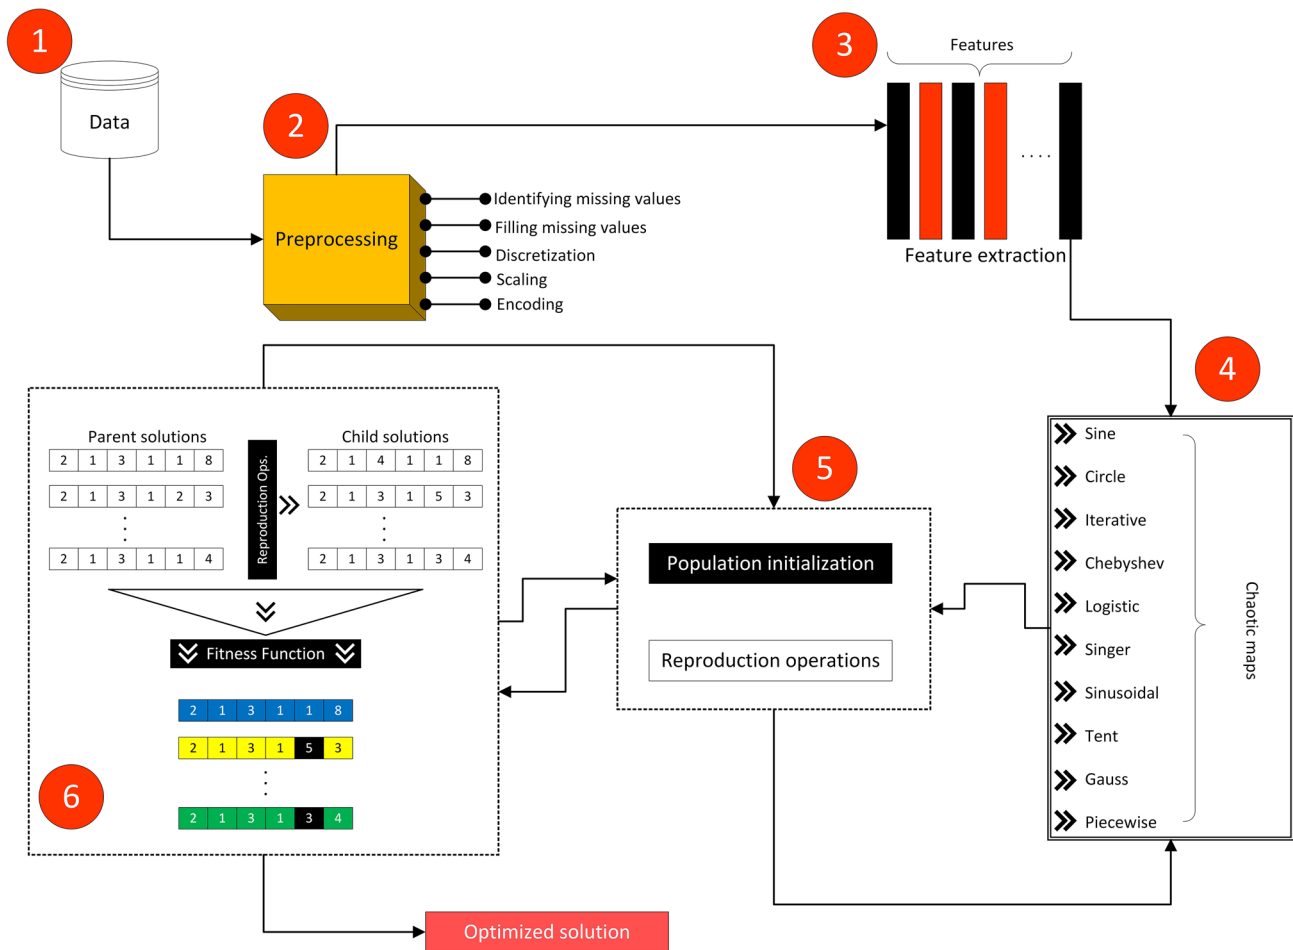 1
Data
2
Preprocessing
Identifying missing values
Filling missing values
Discretization
Scaling
Encoding
3
Features
. . . .
Feature extraction
4
Sine
Circle
Iterative
Chebyshev
Logistic
Singer
Sinusoidal
Tent
Gauss
Piecewise
Chaotic maps
5
Population initialization
Reproduction operations
Parent solutions
2 1 3 1 1 8
2 1 3 1 2 3
2 1 3 1 1 4
Reproduction Ops.
Child solutions
2 1 4 1 1 8
2 1 3 1 5 3
2 1 3 1 3 4
Fitness Function
2 1 3 1 1 8
2 1 3 1 5 3
2 1 3 1 3 4
6
Optimized solution